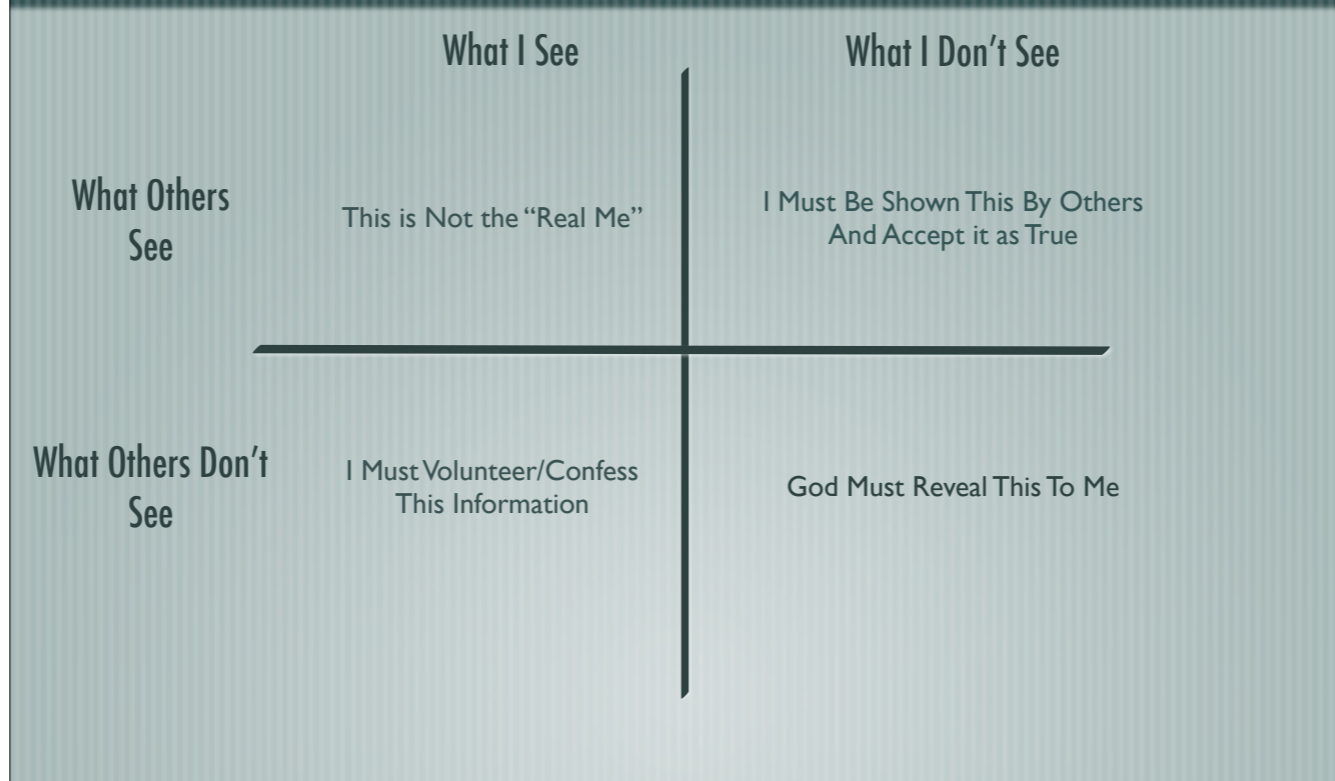 What I See
What I Don’t See
What Others
See
This is Not the “Real Me”
I Must Be Shown This By Others
And Accept it as True
What Others Don’t
See
I Must Volunteer/Confess
This Information
God Must Reveal This To Me